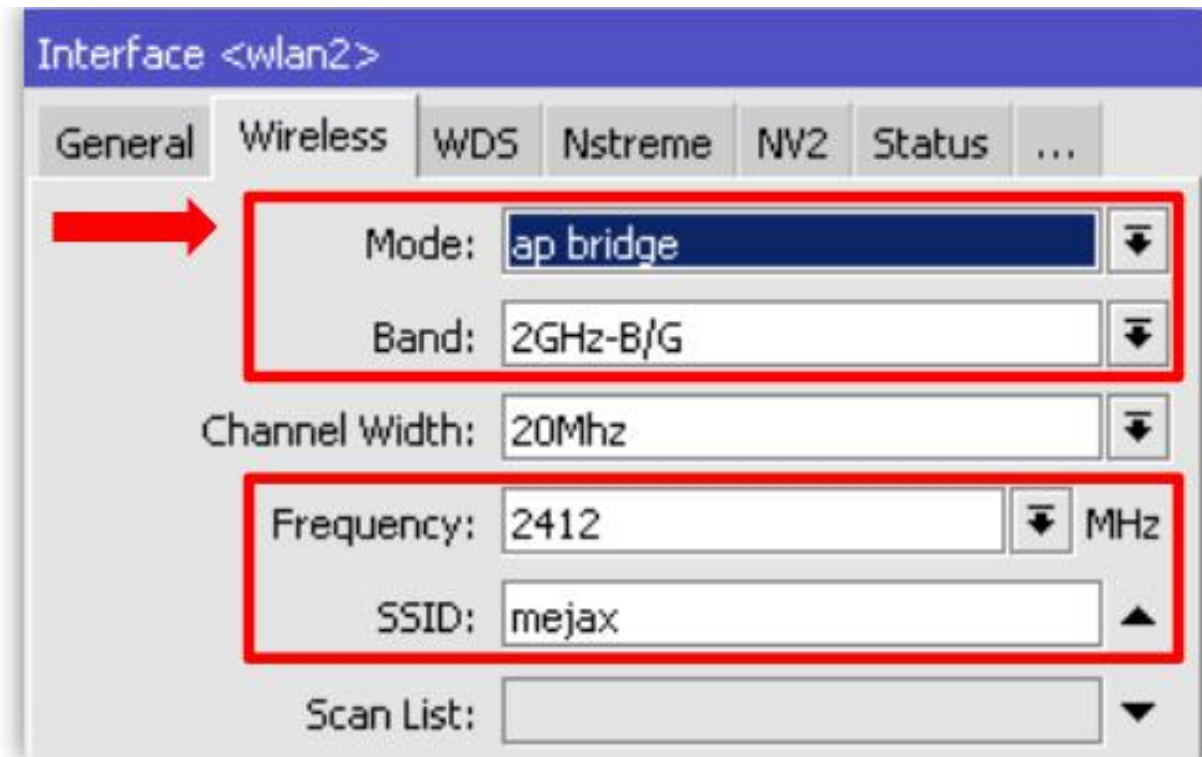 Interface <wlan2>
General Wireless WDS Nstreme NV2 Status ...
Mode: ap bridge
Band: 2GHz-B/G
Channel Width: 20Mhz
Frequency: 2412 MHz
SSID: mejax
Scan List: